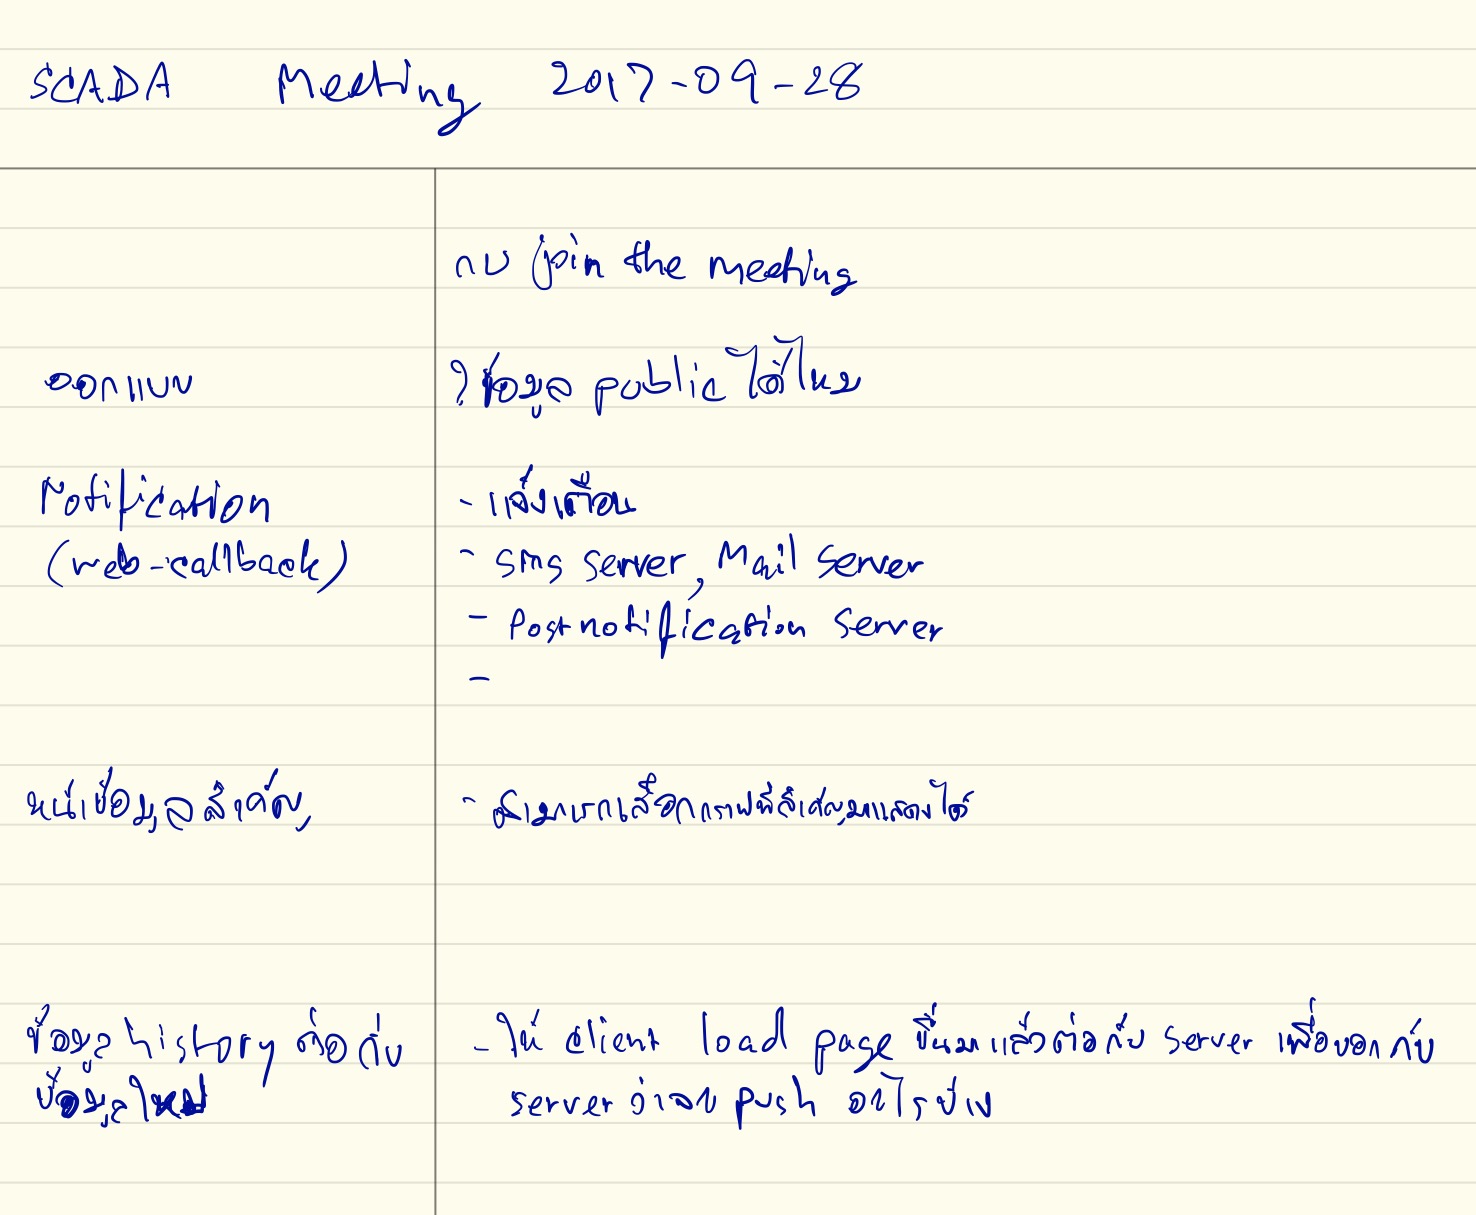 SCADA Meeting 2017-09-28
กบ join the meeting
ออกแบบ
? ข้อมูล public ได้ไหม
Notification
- แจ้งเตือน
(web-callback)
- sms server, Mail server
- Post notification server
-
หน้าข้อมูลสำคัญ
- สามารถเลือกกราฟที่สำคัญมาแสดงได้
ข้อมูล history ต่อกับ
- ให้ client load page ขึ้นมาแล้วต่อกับ server เพื่อบอกกับ
ข้อมูลใหม่
server ว่าจะ push อะไรบ้าง